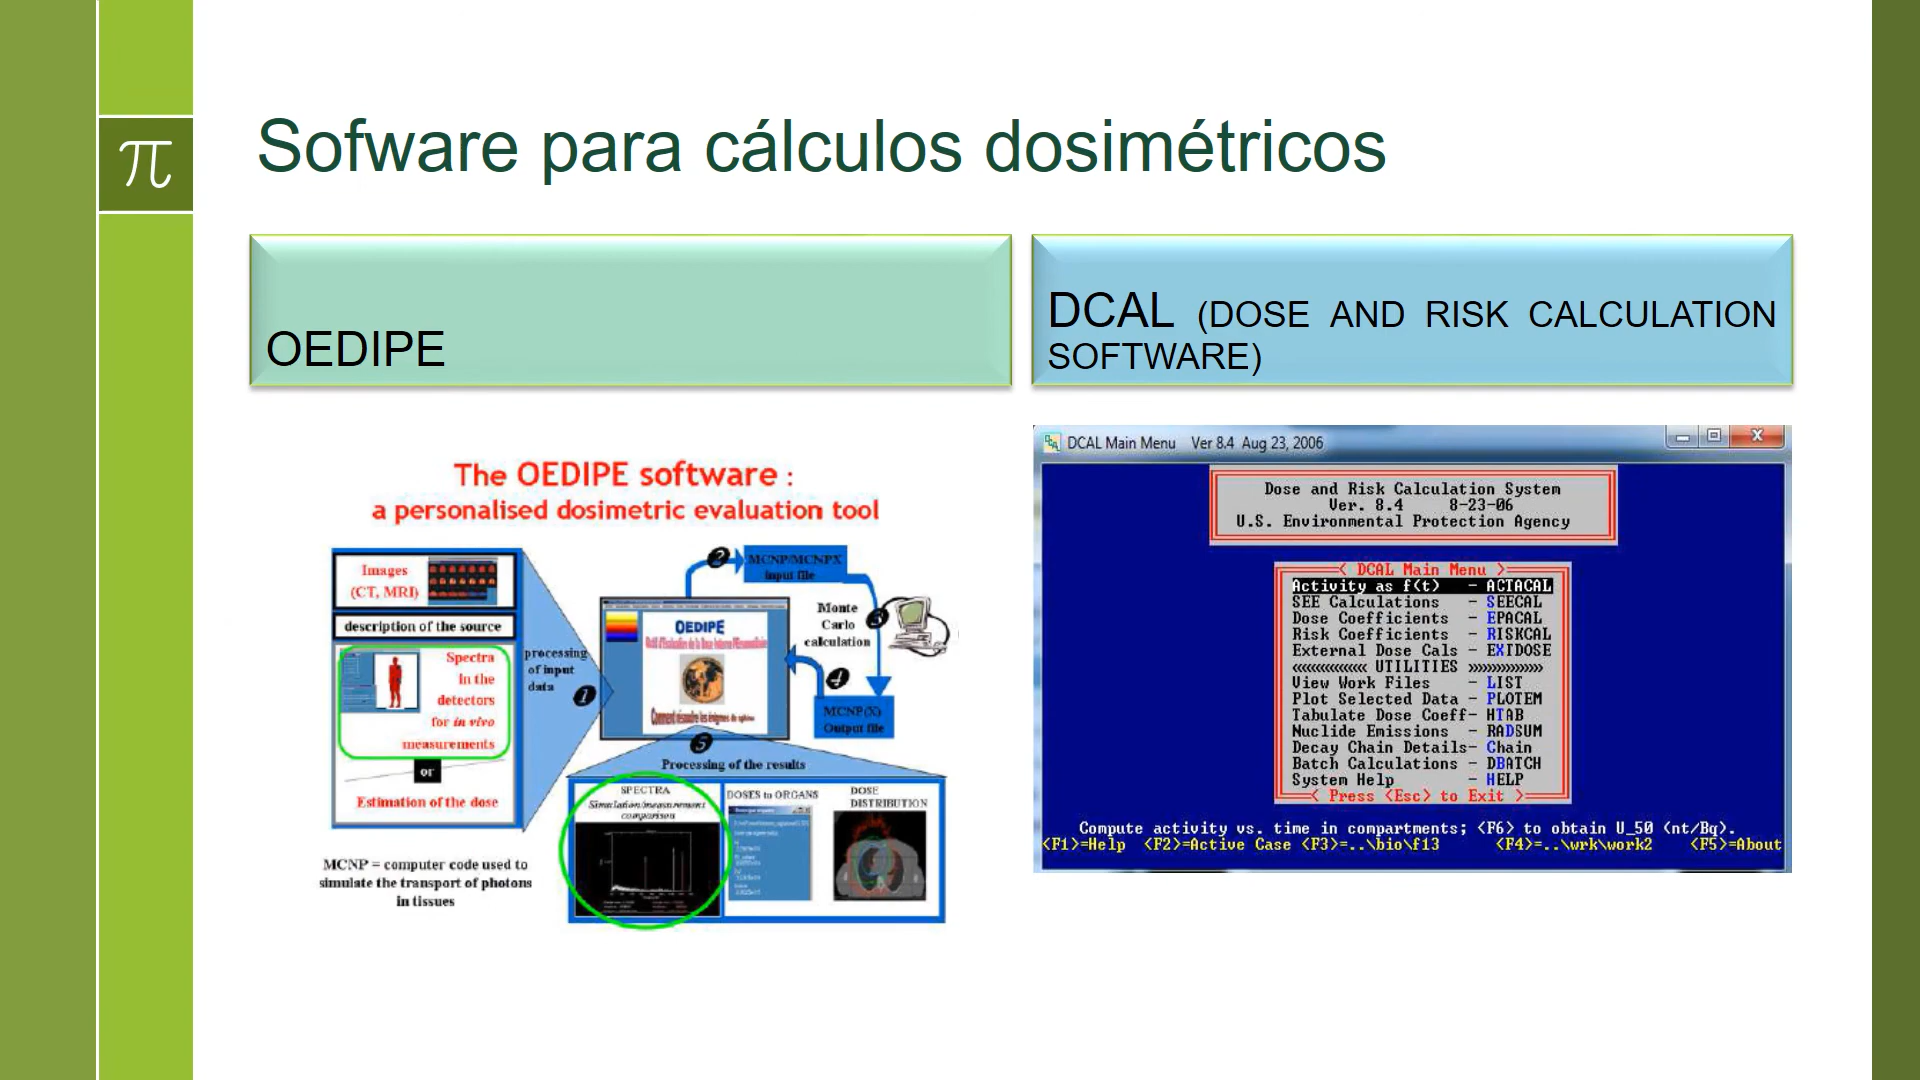 π
Sofware para cálculos dosimétricos
OEDIPE
DCAL (DOSE AND RISK CALCULATION
SOFTWARE)
The OEDIPE software :
a personalised dosimetric evaluation tool
Images
(CT, MRI)
description of the source
Spectra
In the
detectors
for in vivo
measurements
or
Estimation of the dose
MCNP = computer code used to
simulate the transport of photons
in tissues
processing
of input
data
1
2
MCNP/MCNPX
input file
OEDIPE
Monte
Carlo
calculation
3
4
MCNP(X)
Output file
5
Processing of the results
SPECTRA
Simulation/measurement
comparison
DOSES to ORGANS
DOSE
DISTRIBUTION
DCAL Main Menu Ver 8.4 Aug 23, 2006
Dose and Risk Calculation System
Ver. 8.4 8-23-06
U.S. Environmental Protection Agency
< DCAL Main Menu >
Activity as f(t) - ACTACAL
SEE Calculations - SEECAL
Dose Coefficients - EPACAL
Risk Coefficients - RISKCAL
External Dose Cals - EXTDOSE
««««««« UTILITIES »»»»»»»
View Work Files - LIST
Plot Selected Data - PLOTEM
Tabulate Dose Coeff- HTAB
Nuclide Emissions - RADSUM
Decay Chain Details- Chain
Batch Calculations - DBATCH
System Help - HELP
< Press <Esc> to Exit >
Compute activity vs. time in compartments; <F6> to obtain U_50 (nt/Bq).
<F1>=Help <F2>=Active Case <F3>=..\bio\f13 <F4>=..\wrk\work2 <F5>=About